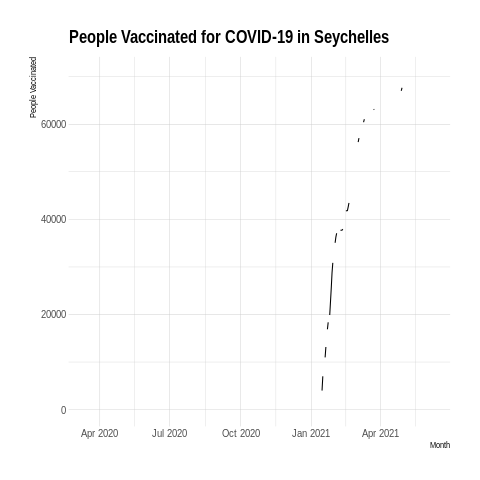 People Vaccinated for COVID-19 in Seychelles
People Vaccinated
60000
40000
20000
0
Apr 2020 Jul 2020 Oct 2020 Jan 2021 Apr 2021
Month